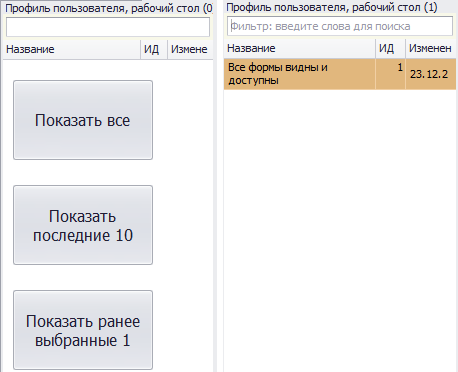 Профиль пользователя, рабочий стол (0
Название ИД Измене
Показать все
Показать
последние 10
Показать ранее
выбранные 1
Профиль пользователя, рабочий стол (1)
Фильтр: введите слова для поиска
Название ИД Изменен
Все формы видны и 1 23.12.2
доступны